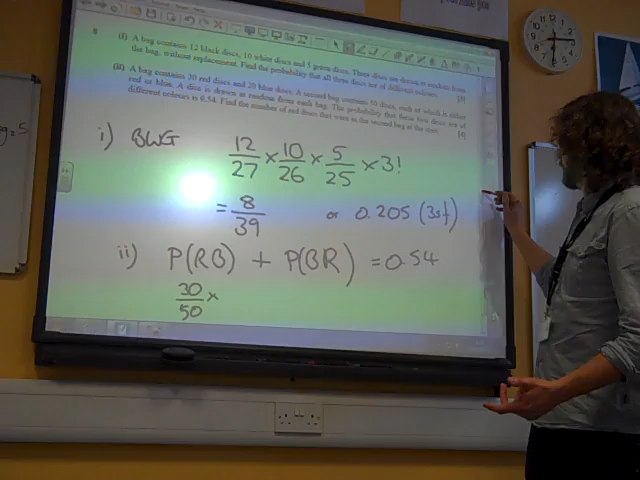 8 (i) A bag contains 12 black discs, 10 white discs and 5 green discs. Three discs are drawn at random from
the bag, without replacement. Find the probability that all three discs are of different colours. [3]
(ii) A bag contains 30 red discs and 20 blue discs. A second bag contains 50 discs, each of which is either
red or blue. A disc is drawn at random from each bag. The probability that these two discs are of
different colours is 0.54. Find the number of red discs that were in the second bag at the start. [4]
i) BWG 12/27 × 10/26 × 5/25 × 3!
= 8/39 or 0.205 (3sf)
ii) P(RB) + P(BR) = 0.54
30/50 ×
= 5